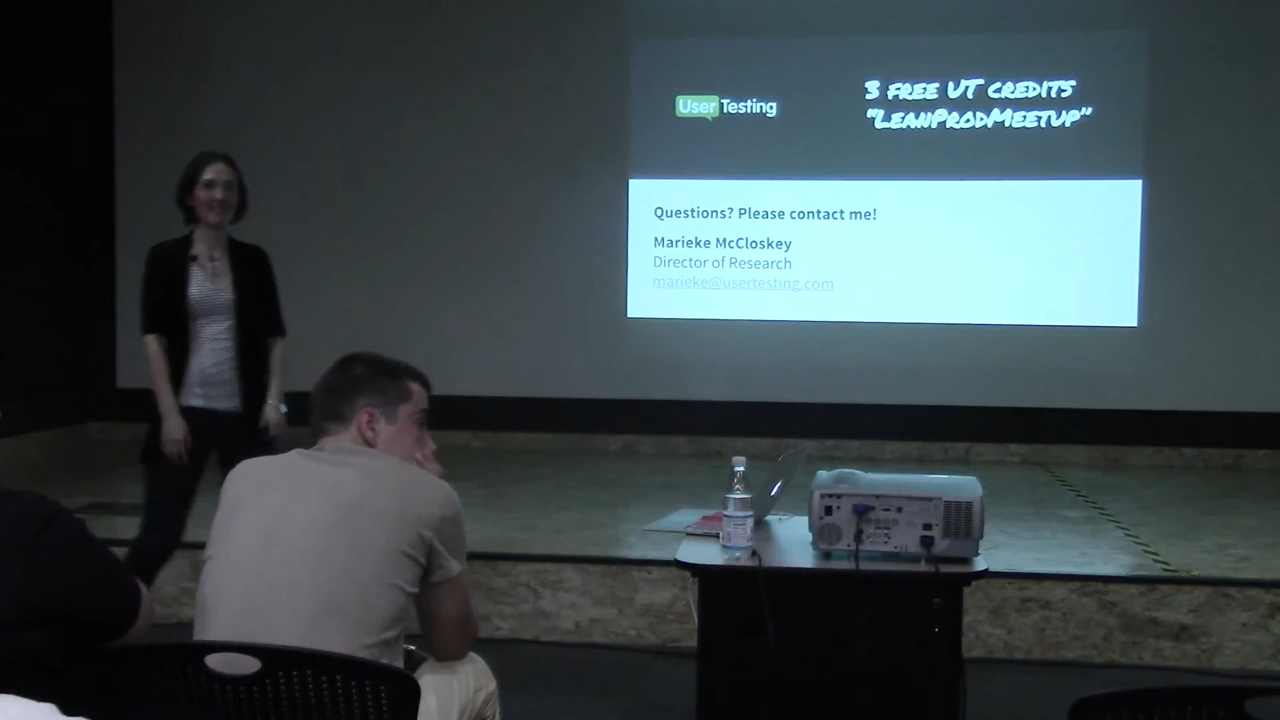 UserTesting
3 FREE UT CREDITS
"LEANPRODMEETUP"
Questions? Please contact me!
Marieke McCloskey
Director of Research
marieke@usertesting.com